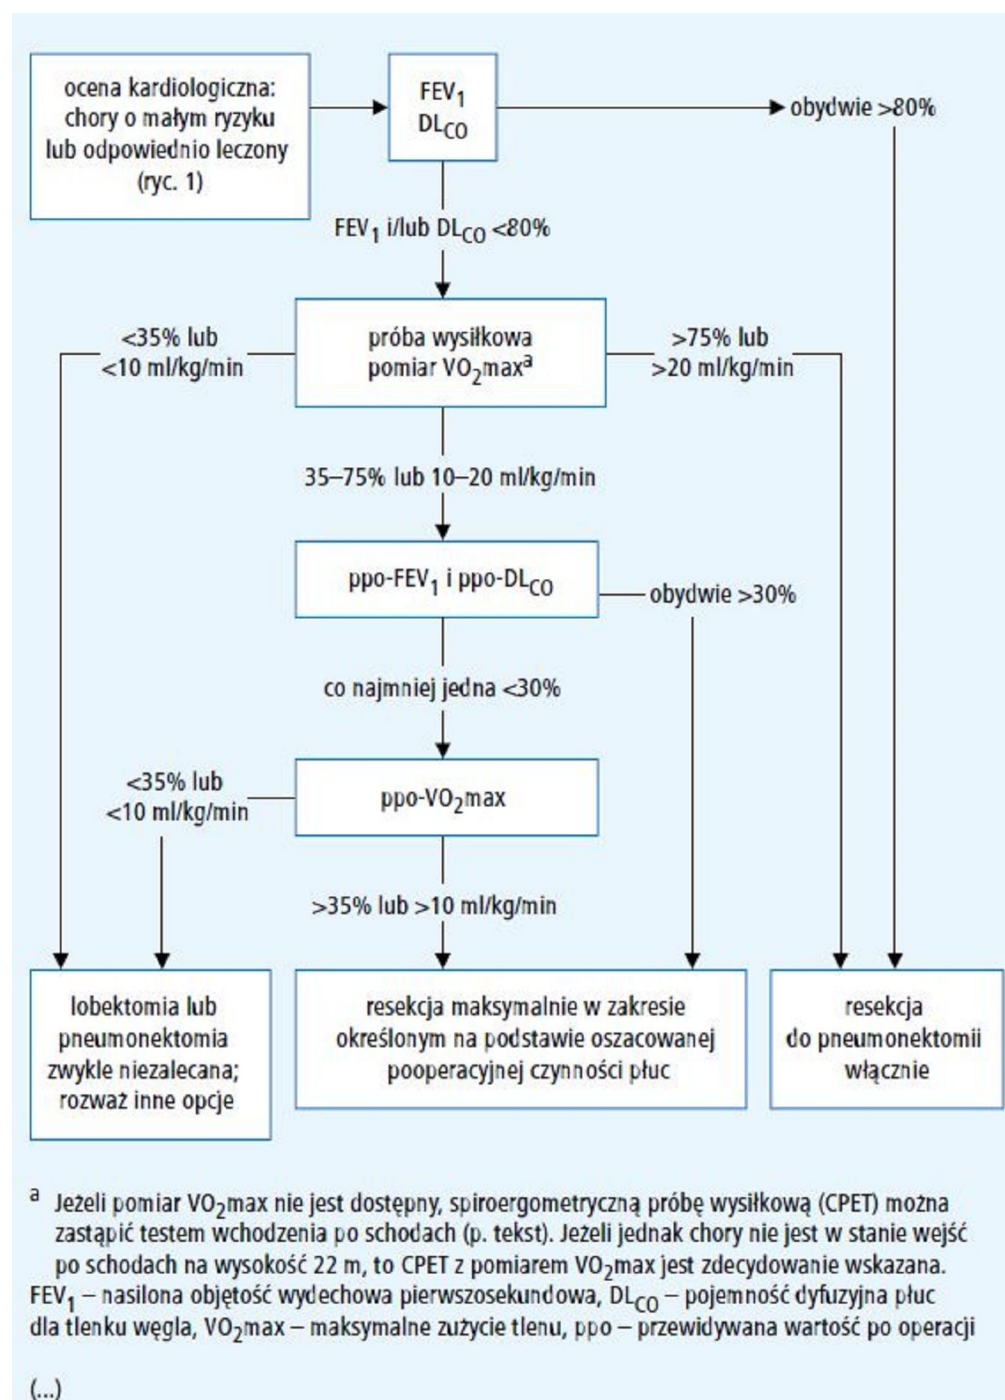 ocena kardiologiczna:
chory o małym ryzyku
lub odpowiednio leczony
(ryc. 1)
FEV1
DLCO
obydwie >80%
FEV1 i/lub DLCO <80%
<35% lub
<10 ml/kg/min
próba wysiłkowa
pomiar VO2maxa
>75% lub
>20 ml/kg/min
35–75% lub 10–20 ml/kg/min
ppo-FEV1 i ppo-DLCO
obydwie >30%
co najmniej jedna <30%
<35% lub
<10 ml/kg/min
ppo-VO2max
>35% lub >10 ml/kg/min
lobektomia lub
pneumonektomia
zwykle niezalecana;
rozważ inne opcje
resekcja maksymalnie w zakresie
określonym na podstawie oszacowanej
pooperacyjnej czynności płuc
resekcja
do pneumonektomii
włącznie
a Jeżeli pomiar VO2max nie jest dostępny, spiroergometryczną próbę wysiłkową (CPET) można
zastąpić testem wchodzenia po schodach (p. tekst). Jeżeli jednak chory nie jest w stanie wejść
po schodach na wysokość 22 m, to CPET z pomiarem VO2max jest zdecydowanie wskazana.
FEV1 – nasilona objętość wydechowa pierwszosekundowa, DLCO – pojemność dyfuzyjna płuc
dla tlenku węgla, VO2max – maksymalne zużycie tlenu, ppo – przewidywana wartość po operacji
(...)